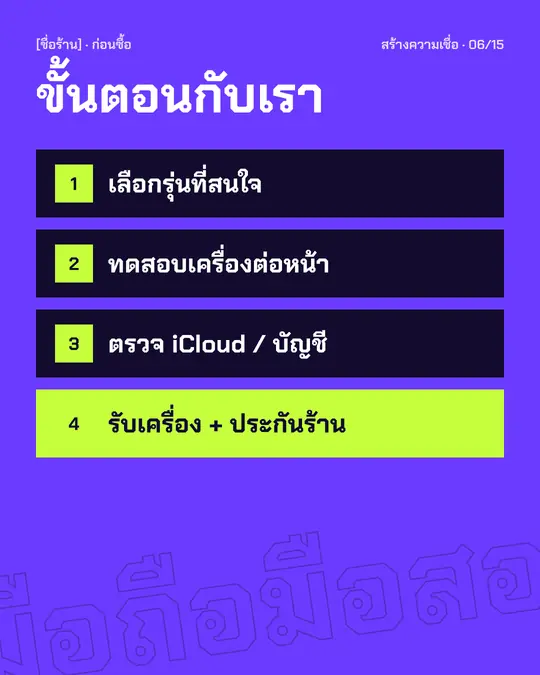 [ชื่อร้าน] · ก่อนซื้อ
สร้างความเชื่อ · 06/15
ขั้นตอนกับเรา
1 เลือกรุ่นที่สนใจ
2 ทดสอบเครื่องต่อหน้า
3 ตรวจ iCloud / บัญชี
4 รับเครื่อง + ประกันร้าน
มือถือมือสอ